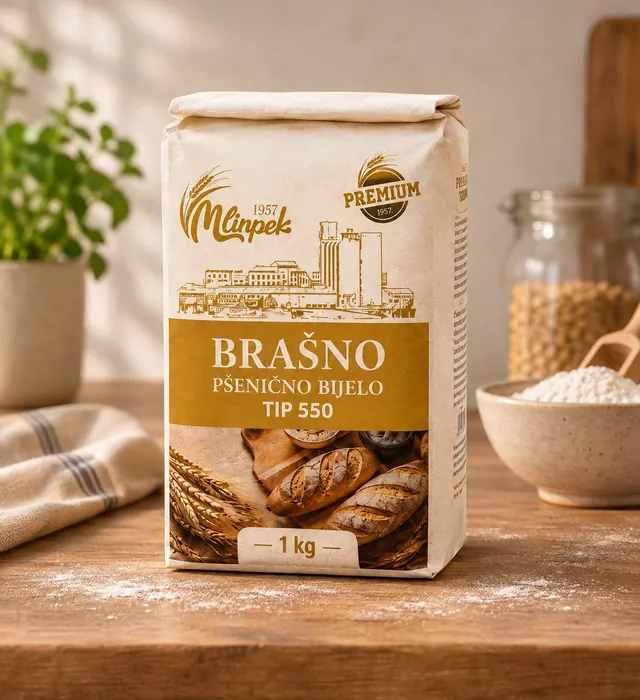 1957
Mlinpek
PREMIUM
1957.
BRAŠNO
PŠENIČNO BIJELO
TIP 550
1 kg